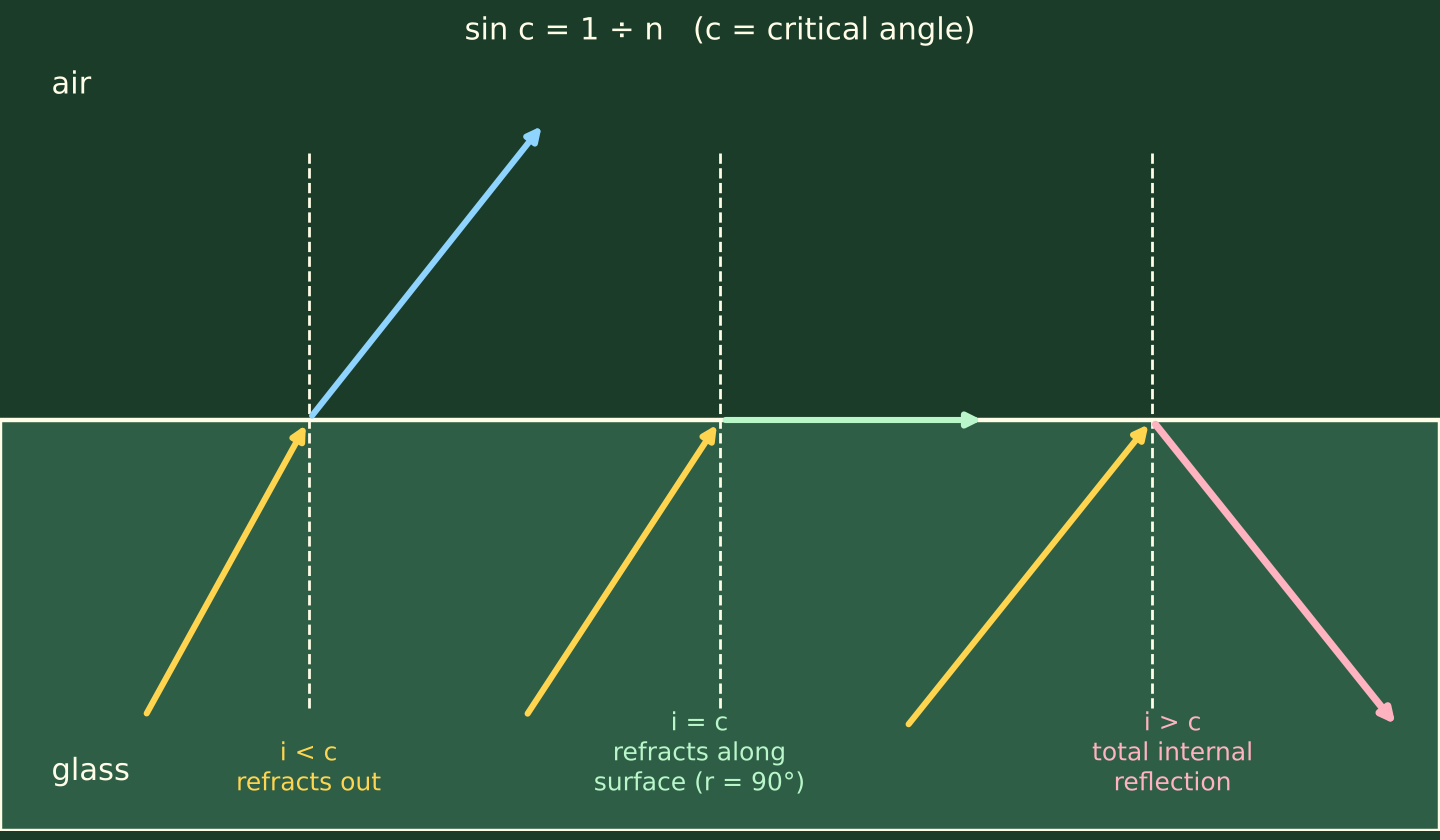 sin c = 1 ÷ n (c = critical angle)
air
glass
i < c
refracts out
i = c
refracts along
surface (r = 90°)
i > c
total internal
reflection